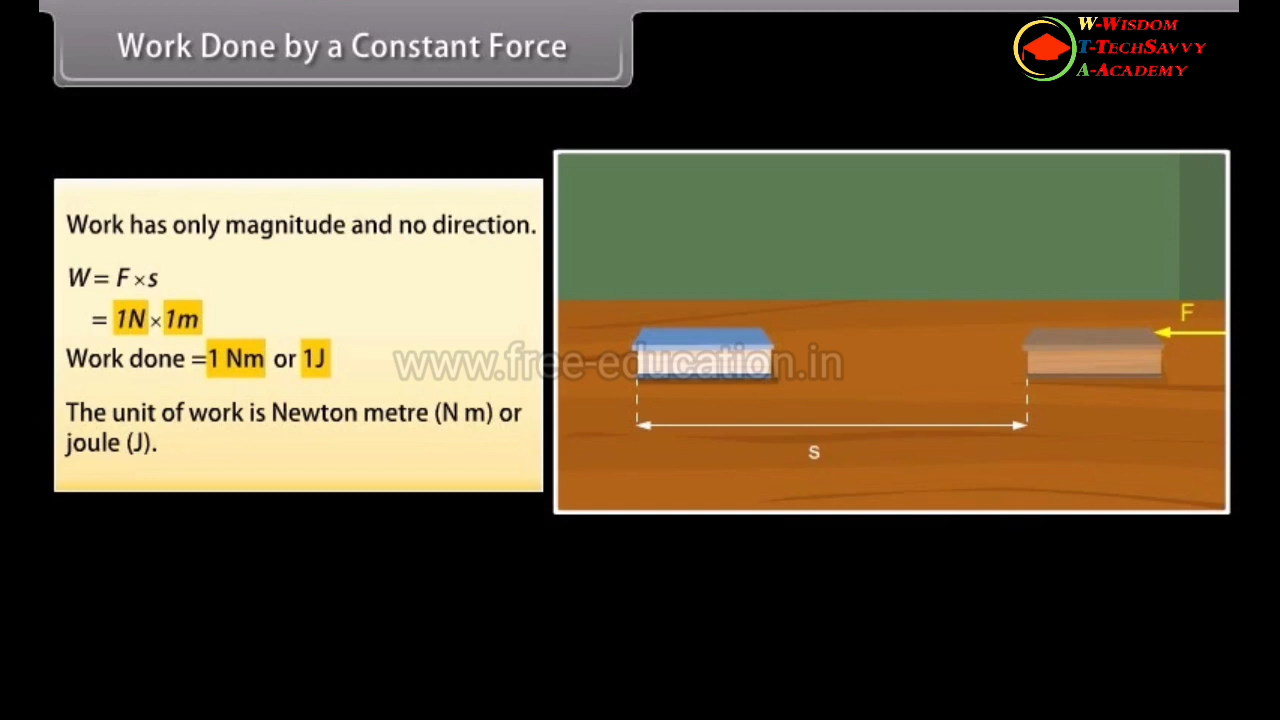 Work Done by a Constant Force
W-Wisdom
T-TechSavvy
A-Academy
Work has only magnitude and no direction.
W = F × s
= 1N × 1m
Work done = 1 Nm or 1J
The unit of work is Newton metre (N m) or
joule (J).
F
s
www.free-education.in